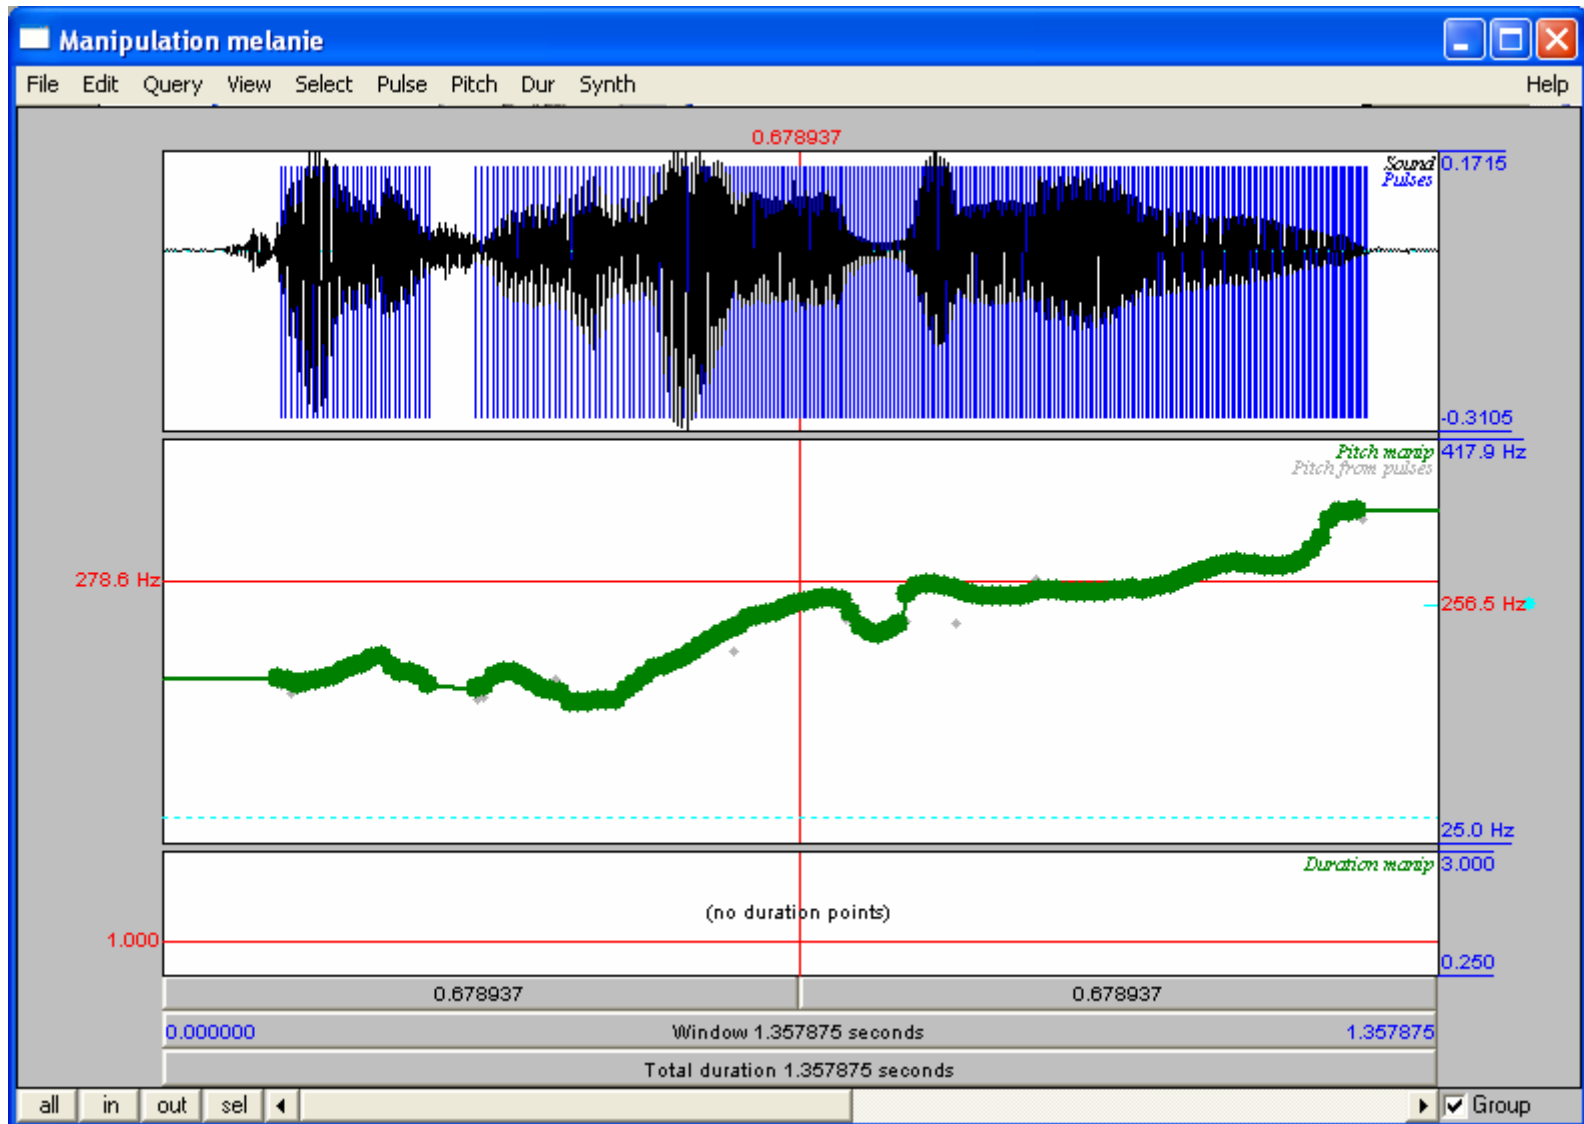 Manipulation melanie
File Edit Query View Select Pulse Pitch Dur Synth Help
0.678937
Sound 0.1715
Pulses
-0.3105
Pitch manip 417.9 Hz
Pitch from pulses
278.6 Hz
256.5 Hz
25.0 Hz
Duration manip 3.000
(no duration points)
1.000
0.250
0.678937 0.678937
0.000000 Window 1.357875 seconds 1.357875
Total duration 1.357875 seconds
all in out sel Group